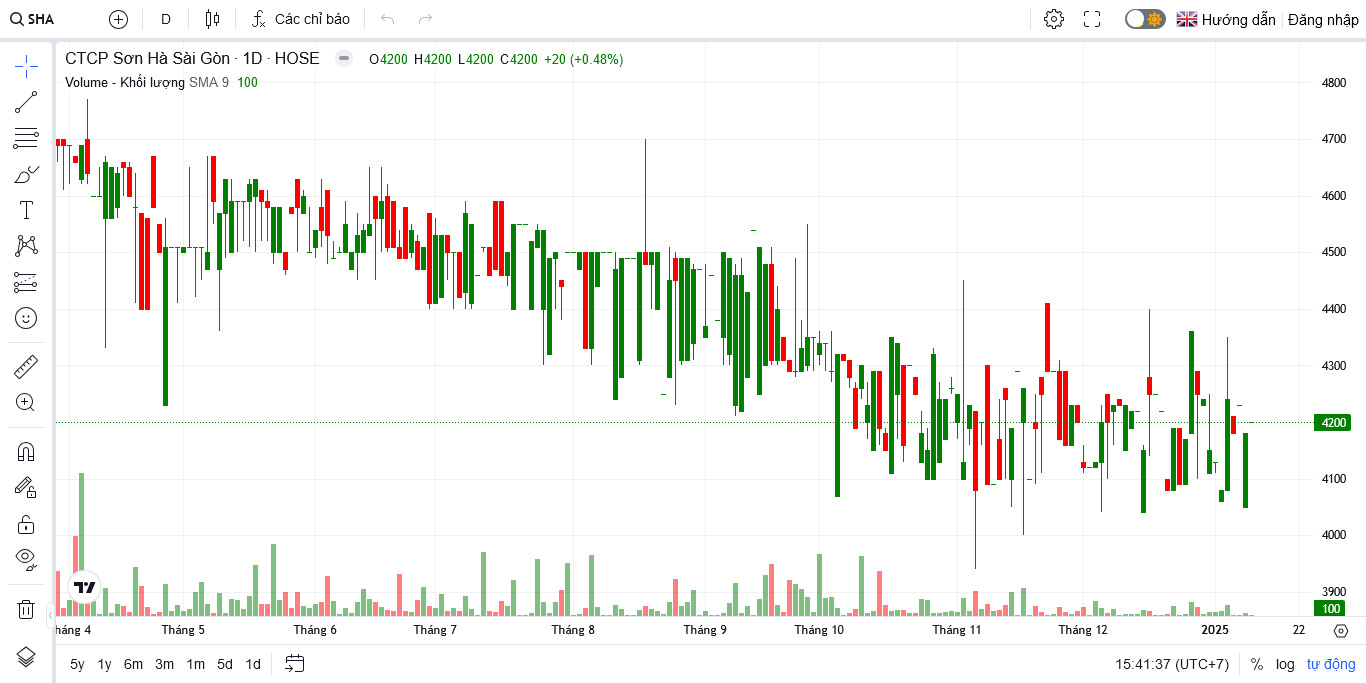 SHA D Các chỉ báo Hướng dẫn Đăng nhập
CTCP Sơn Hà Sài Gòn · 1D · HOSE O4200 H4200 L4200 C4200 +20 (+0.48%)
Volume - Khối lượng SMA 9 100
4800
4700
4600
4500
4400
4300
4200
4100
4000
3900
100
háng 4 Tháng 5 Tháng 6 Tháng 7 Tháng 8 Tháng 9 Tháng 10 Tháng 11 Tháng 12 2025 22
5y 1y 6m 3m 1m 5d 1d 15:41:37 (UTC+7) % log tự động